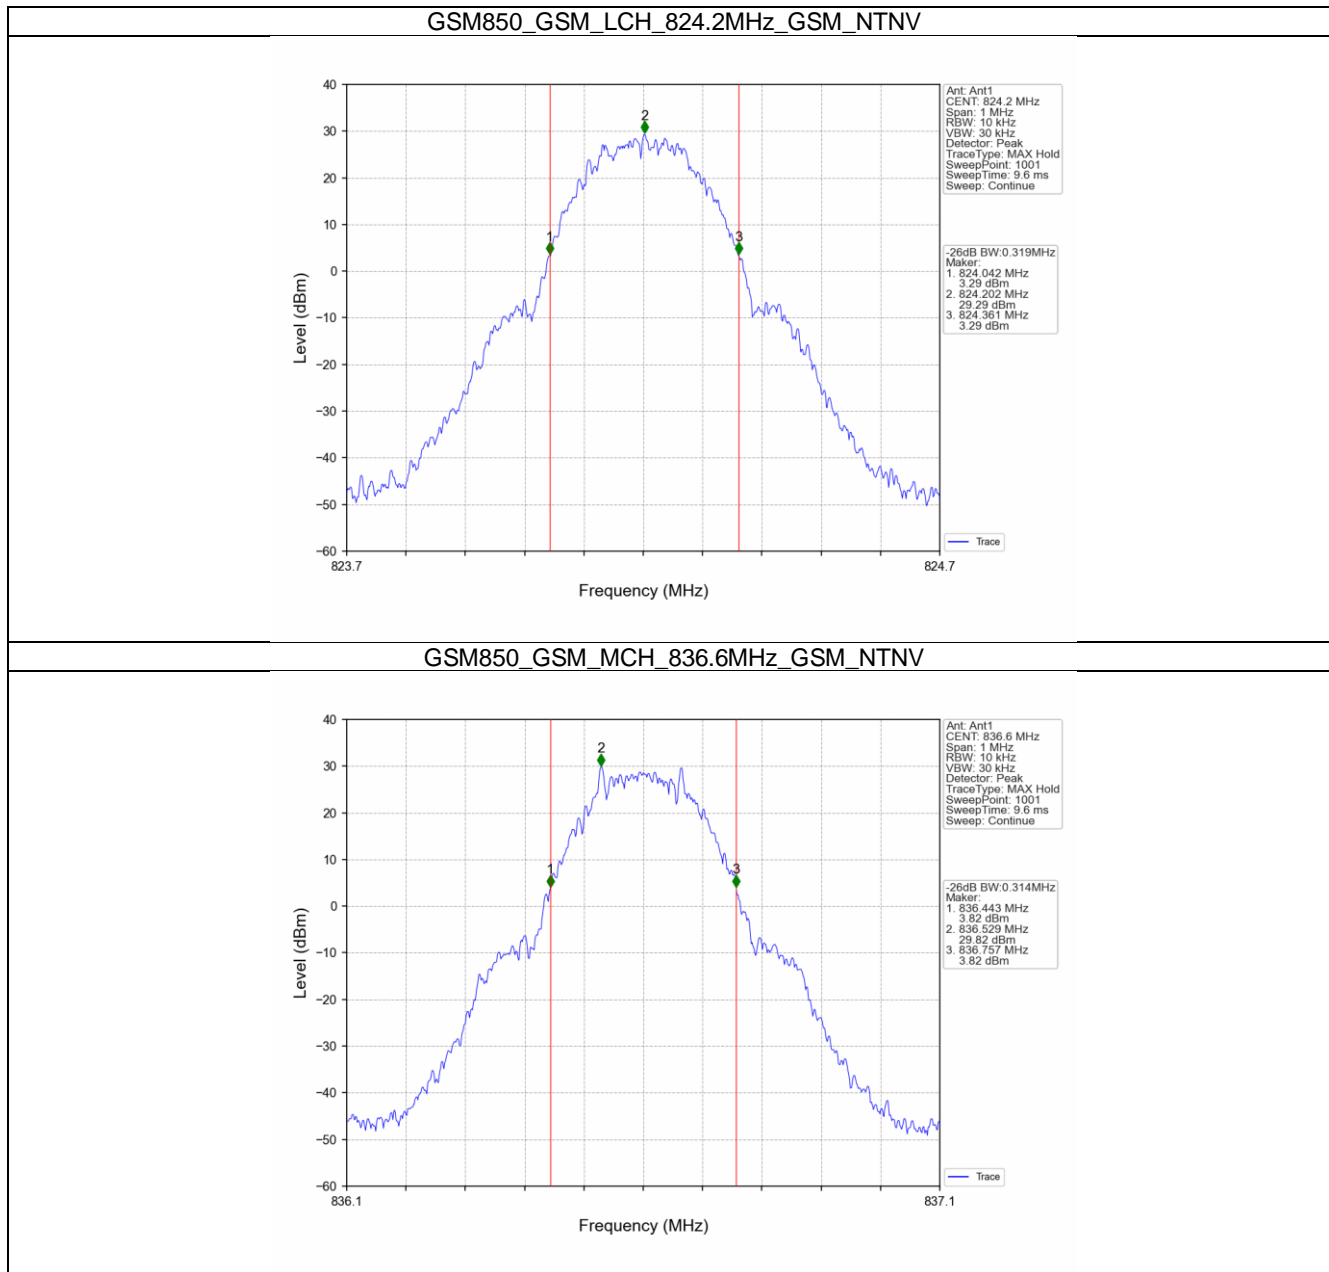 GSM850_GSM_LCH_824.2MHz_GSM_NTNV
40
30
20
10
0
−10
−20
−30
−40
−50
−60
Level (dBm)
1
2
3
823.7
824.7
Frequency (MHz)
Ant: Ant1
CENT: 824.2 MHz
Span: 1 MHz
RBW: 10 kHz
VBW: 30 kHz
Detector: Peak
TraceType: MAX Hold
SweepPoint: 1001
SweepTime: 9.6 ms
Sweep: Continue
-26dB BW:0.319MHz
Maker:
1. 824.042 MHz
3.29 dBm
2. 824.202 MHz
29.29 dBm
3. 824.361 MHz
3.29 dBm
Trace
GSM850_GSM_MCH_836.6MHz_GSM_NTNV
40
30
20
10
0
−10
−20
−30
−40
−50
−60
Level (dBm)
1
2
3
836.1
837.1
Frequency (MHz)
Ant: Ant1
CENT: 836.6 MHz
Span: 1 MHz
RBW: 10 kHz
VBW: 30 kHz
Detector: Peak
TraceType: MAX Hold
SweepPoint: 1001
SweepTime: 9.6 ms
Sweep: Continue
-26dB BW:0.314MHz
Maker:
1. 836.443 MHz
3.82 dBm
2. 836.529 MHz
29.82 dBm
3. 836.757 MHz
3.82 dBm
Trace